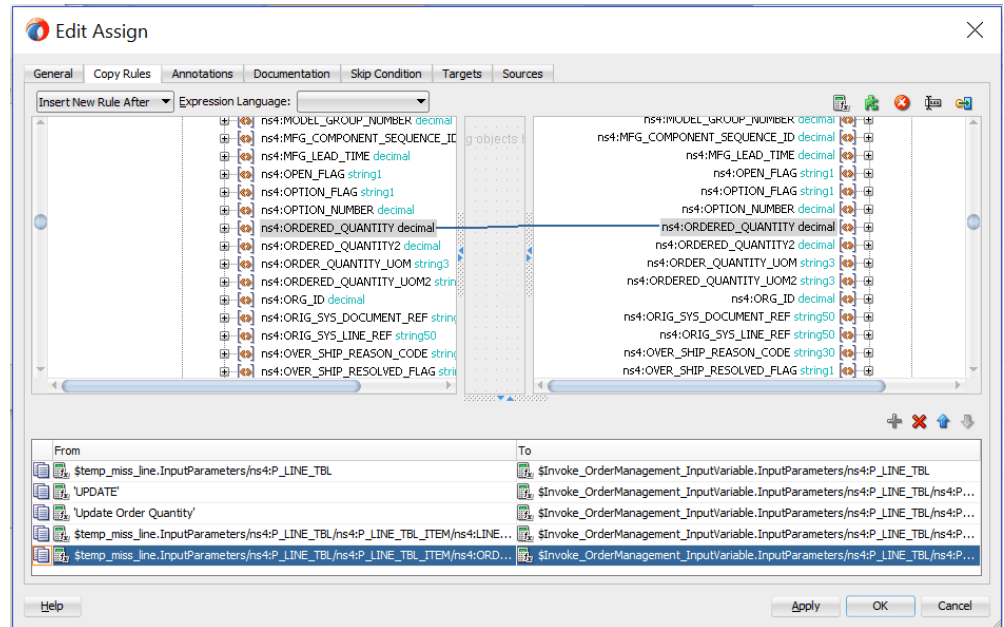 Edit Assign
General Copy Rules Annotations Documentation Skip Condition Targets Sources
Insert New Rule After Expression Language:
ns4:MODEL_GROUP_NUMBER decimal
ns4:MFG_COMPONENT_SEQUENCE_ID
ns4:MFG_LEAD_TIME decimal
ns4:OPEN_FLAG string1
ns4:OPTION_FLAG string1
ns4:OPTION_NUMBER decimal
ns4:ORDERED_QUANTITY decimal
ns4:ORDERED_QUANTITY2 decimal
ns4:ORDER_QUANTITY_UOM string3
ns4:ORDERED_QUANTITY_UOM2 strin
ns4:ORG_ID decimal
ns4:ORIG_SYS_DOCUMENT_REF string
ns4:ORIG_SYS_LINE_REF string50
ns4:OVER_SHIP_REASON_CODE string
ns4:OVER_SHIP_RESOLVED_FLAG stri
g objects h
ns4:MODEL_GROUP_NUMBER decimal
ns4:MFG_COMPONENT_SEQUENCE_ID decimal
ns4:MFG_LEAD_TIME decimal
ns4:OPEN_FLAG string1
ns4:OPTION_FLAG string1
ns4:OPTION_NUMBER decimal
ns4:ORDERED_QUANTITY decimal
ns4:ORDERED_QUANTITY2 decimal
ns4:ORDER_QUANTITY_UOM string3
ns4:ORDERED_QUANTITY_UOM2 string3
ns4:ORG_ID decimal
ns4:ORIG_SYS_DOCUMENT_REF string50
ns4:ORIG_SYS_LINE_REF string50
ns4:OVER_SHIP_REASON_CODE string30
ns4:OVER_SHIP_RESOLVED_FLAG string1
From To
$temp_miss_line.InputParameters/ns4:P_LINE_TBL $Invoke_OrderManagement_InputVariable.InputParameters/ns4:P_LINE_TBL
'UPDATE' $Invoke_OrderManagement_InputVariable.InputParameters/ns4:P_LINE_TBL/ns4:P...
'Update Order Quantity' $Invoke_OrderManagement_InputVariable.InputParameters/ns4:P_LINE_TBL/ns4:P...
$temp_miss_line.InputParameters/ns4:P_LINE_TBL/ns4:P_LINE_TBL_ITEM/ns4:LINE... $Invoke_OrderManagement_InputVariable.InputParameters/ns4:P_LINE_TBL/ns4:P...
$temp_miss_line.InputParameters/ns4:P_LINE_TBL/ns4:P_LINE_TBL_ITEM/ns4:ORD... $Invoke_OrderManagement_InputVariable.InputParameters/ns4:P_LINE_TBL/ns4:P...
Help Apply OK Cancel